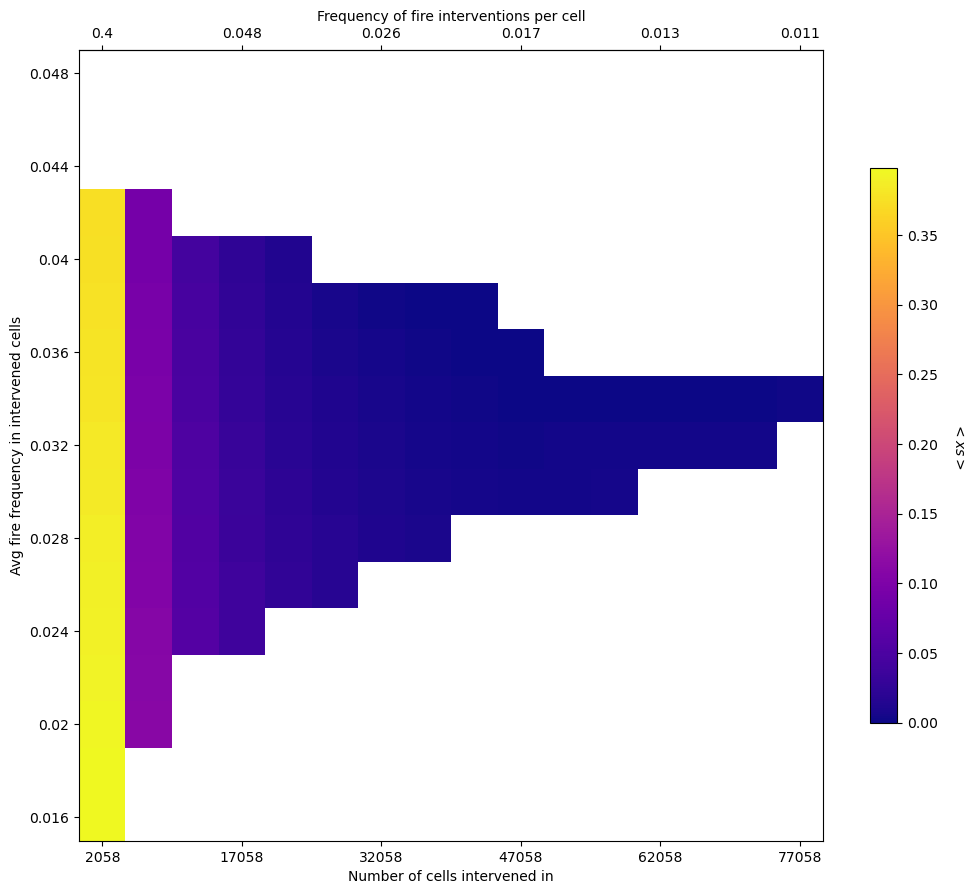 Frequency of fire interventions per cell
0.4 0.048 0.026 0.017 0.013 0.011
0.048
0.044
0.04
0.036
0.032
0.028
0.024
0.02
0.016
Avg fire frequency in intervened cells
2058 17058 32058 47058 62058 77058
Number of cells intervened in
0.35
0.30
0.25
0.20
0.15
0.10
0.05
0.00
< sx >